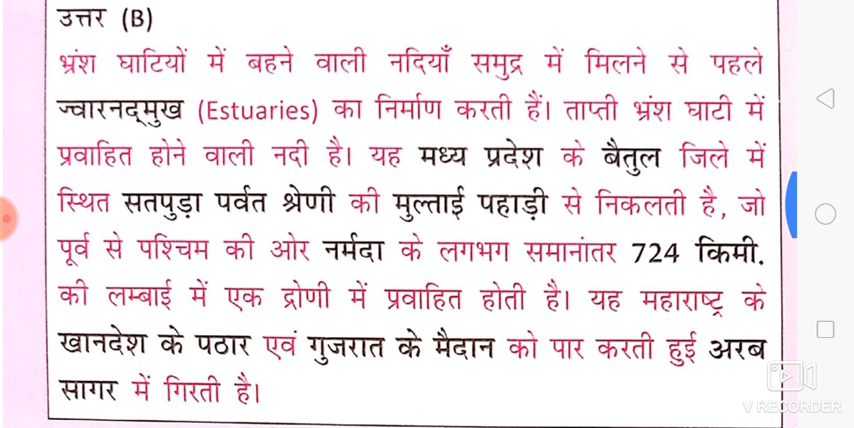 उत्तर (B)
भ्रंश घाटियों में बहने वाली नदियाँ समुद्र में मिलने से पहले
ज्वारनद्मुख (Estuaries) का निर्माण करती हैं। ताप्ती भ्रंश घाटी में
प्रवाहित होने वाली नदी है। यह मध्य प्रदेश के बैतुल जिले में
स्थित सतपुड़ा पर्वत श्रेणी की मुल्ताई पहाड़ी से निकलती है, जो
पूर्व से पश्चिम की ओर नर्मदा के लगभग समानांतर 724 किमी.
की लम्बाई में एक द्रोणी में प्रवाहित होती है। यह महाराष्ट्र के
खानदेश के पठार एवं गुजरात के मैदान को पार करती हुई अरब
सागर में गिरती है।
V RECORDER